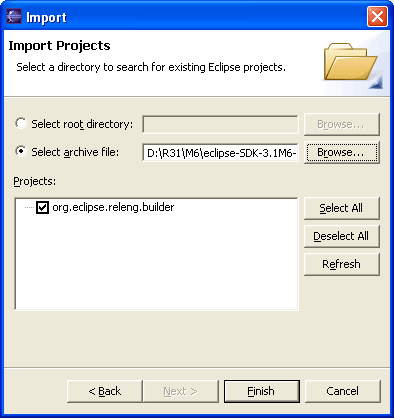 Import
Import Projects
Select a directory to search for existing Eclipse projects.
Select root directory:
Browse...
Select archive file:
D:\R31\M6\eclipse-SDK-3.1M6-
Browse...
Projects:
org.eclipse.releng.builder
Select All
Deselect All
Refresh
< Back
Next >
Finish
Cancel